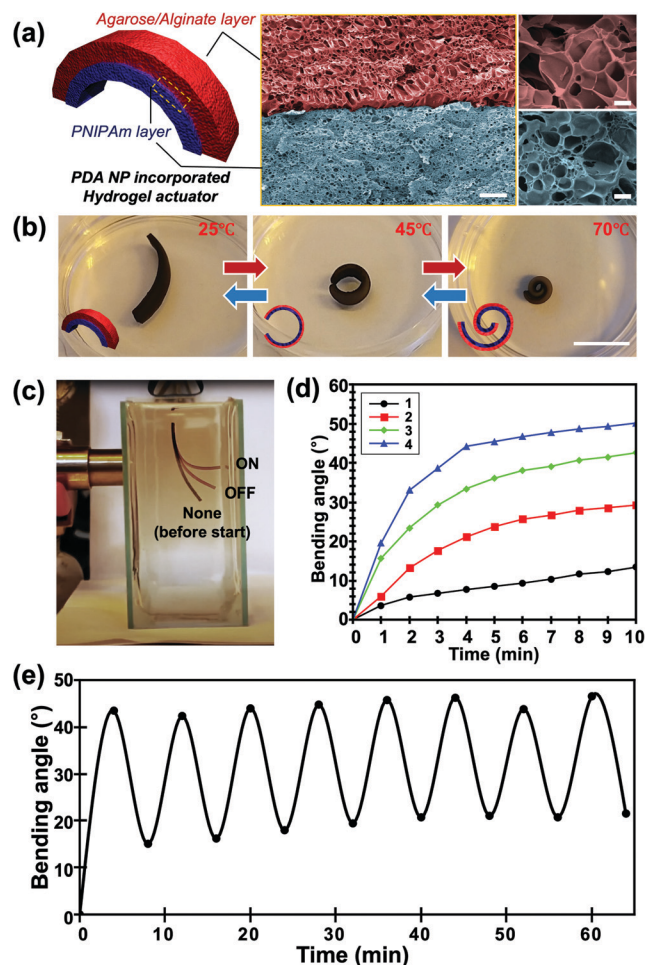 (a)
Agarose/Alginate layer
PNIPAm layer
PDA NP incorporated
Hydrogel actuator
(b)
25℃
45℃
70℃
(c)
ON
OFF
None
(before start)
(d)
Bending angle (°)
60
50
40
30
20
10
0
1
2
3
4
0 1 2 3 4 5 6 7 8 9 10
Time (min)
(e)
Bending angle (°)
50
40
30
20
10
0
0 10 20 30 40 50 60
Time (min)